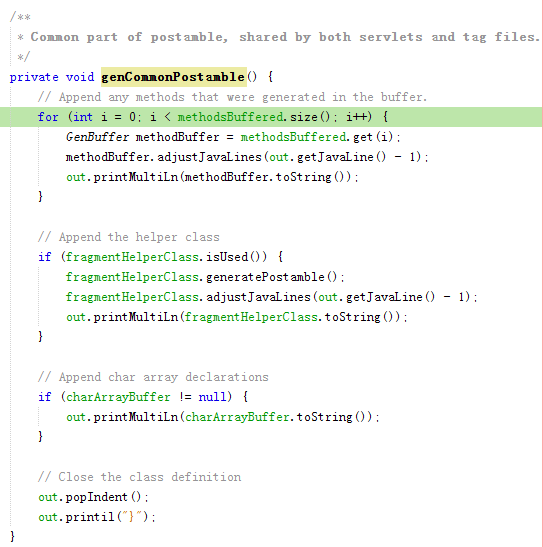 /**
 * Common part of postamble, shared by both servlets and tag files.
 */
private void genCommonPostamble() {
    // Append any methods that were generated in the buffer.
    for (int i = 0; i < methodsBuffered.size(); i++) {
        GenBuffer methodBuffer = methodsBuffered.get(i);
        methodBuffer.adjustJavaLines(out.getJavaLine() - 1);
        out.printMultiLn(methodBuffer.toString());
    }

    // Append the helper class
    if (fragmentHelperClass.isUsed()) {
        fragmentHelperClass.generatePostamble();
        fragmentHelperClass.adjustJavaLines(out.getJavaLine() - 1);
        out.printMultiLn(fragmentHelperClass.toString());
    }

    // Append char array declarations
    if (charArrayBuffer != null) {
        out.printMultiLn(charArrayBuffer.toString());
    }

    // Close the class definition
    out.popIndent();
    out.printil("}");
}